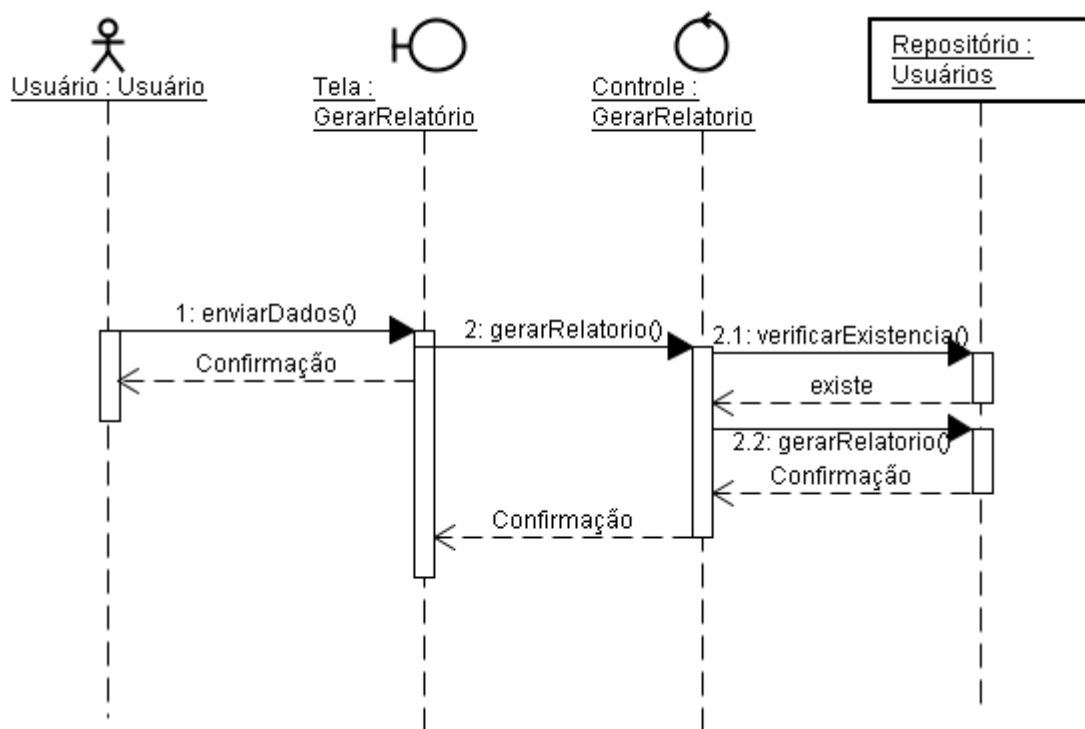 Usuário : Usuário
Tela :
GerarRelatório
Controle :
GerarRelatorio
Repositório :
Usuários
1: enviarDados()
2: gerarRelatorio()
2.1: verificarExistencia()
Confirmação
existe
2.2: gerarRelatorio()
Confirmação
Confirmação